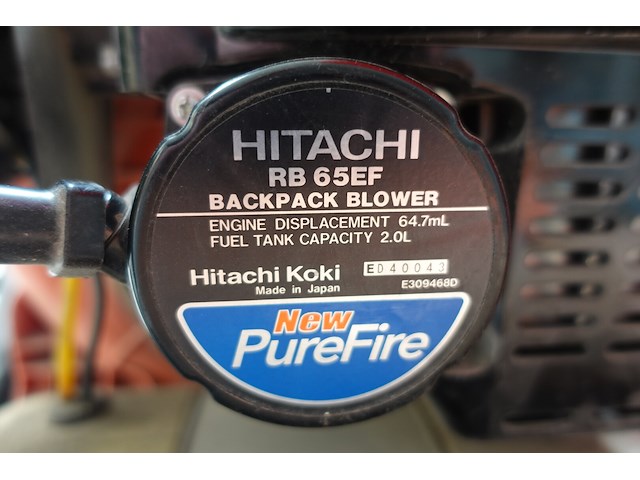 HITACHI
RB 65EF
BACKPACK BLOWER
ENGINE DISPLACEMENT 64.7mL
FUEL TANK CAPACITY 2.0L
Hitachi Koki ED40043
Made in Japan E309468D
New
PureFire